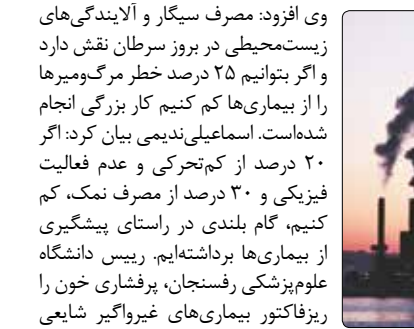 وی افزود: مصرف سیگار و آلایندگی‌های
زیست‌محیطی در بروز سرطان نقش دارد
و اگر بتوانیم ۲۵ درصد خطر مرگ‌ومیرها
را از بیماری‌ها کم کنیم کار بزرگی انجام
شده‌است. اسماعیلی‌ندیمی بیان کرد: اگر
۲۰ درصد از کم‌تحرکی و عدم فعالیت
فیزیکی و ۳۰ درصد از مصرف نمک، کم
کنیم، گام بلندی در راستای پیشگیری
از بیماری‌ها برداشته‌ایم. رییس دانشگاه
علوم‌پزشکی رفسنجان، پرفشاری خون را
ریزفاکتور بیماری‌های غیرواگیر شایعی